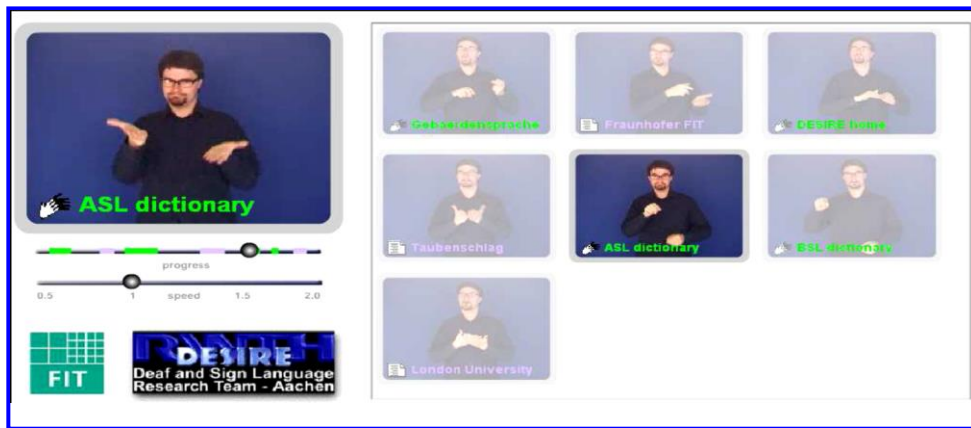 ASL dictionary
progress
0.5 1 speed 1.5 2.0
FIT
RWTH
DESIRE
Deaf and Sign Language
Research Team - Aachen
Gebaerdensprache
Fraunhofer FIT
DESIRE home
Taubenschlag
ASL dictionary
BSL dictionary
London University